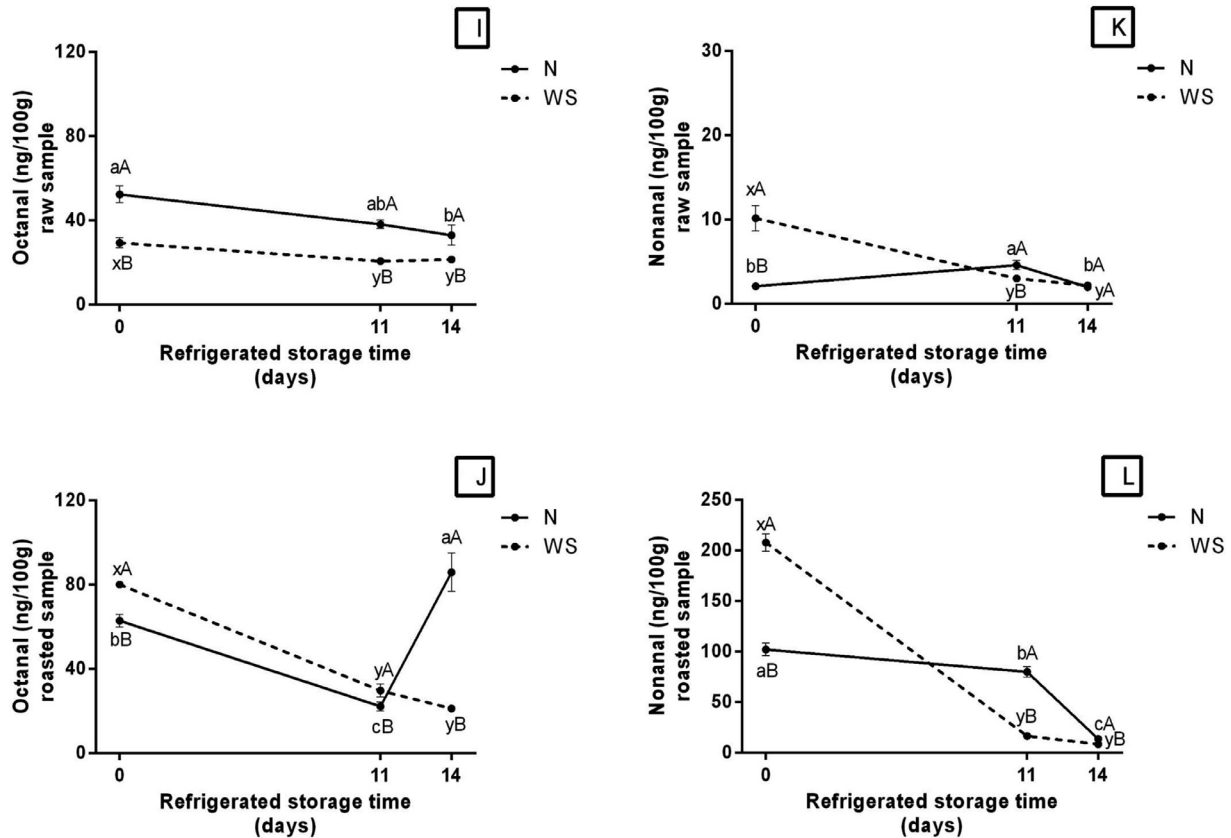 I
Octanal (ng/100g)
raw sample
120
80
40
0
aA
abA
bA
xB
yB
yB
0
11
14
Refrigerated storage time
(days)
N
WS
K
Nonanal (ng/100g)
raw sample
30
20
10
0
xA
bB
aA
bA
yB
yA
0
11
14
Refrigerated storage time
(days)
N
WS
J
Octanal (ng/100g)
roasted sample
120
80
40
0
xA
bB
aA
yA
cB
yB
0
11
14
Refrigerated storage time
(days)
N
WS
L
Nonanal (ng/100g)
roasted sample
250
200
150
100
50
0
xA
aB
bA
yB
cA
yB
0
11
14
Refrigerated storage time
(days)
N
WS